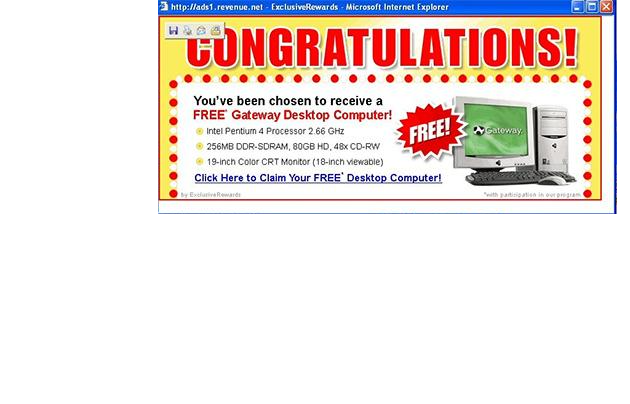 http://ads1.revenue.net - ExclusiveRewards - Microsoft Internet Explorer
CONGRATULATIONS!
You've been chosen to receive a
FREE* Gateway Desktop Computer!
Intel Pentium 4 Processor 2.66 GHz
256MB DDR-SDRAM, 80GB HD, 48x CD-RW
19-inch Color CRT Monitor (18-inch viewable)
FREE!
Gateway.
Click Here to Claim Your FREE* Desktop Computer!
by ExclusiveRewards
*with participation in our program